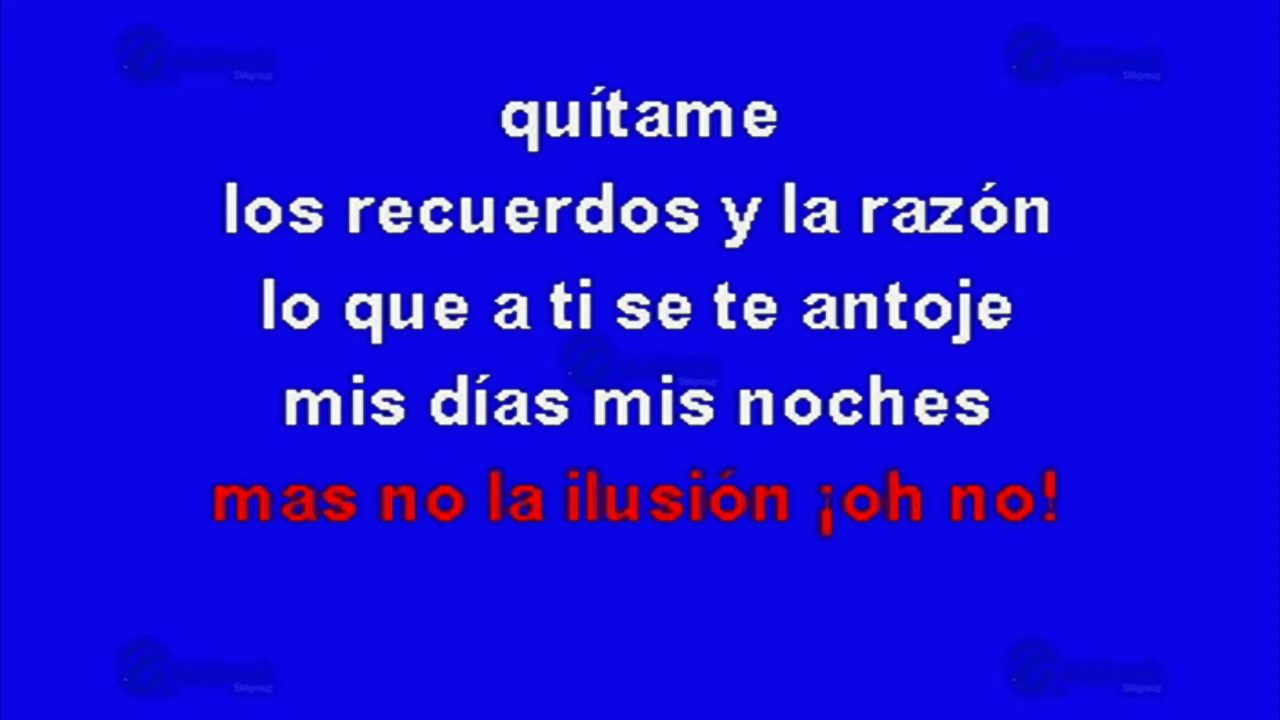 quítame
los recuerdos y la razón
lo que a ti se te antoje
mis días mis noches
mas no la ilusión ¡oh no!